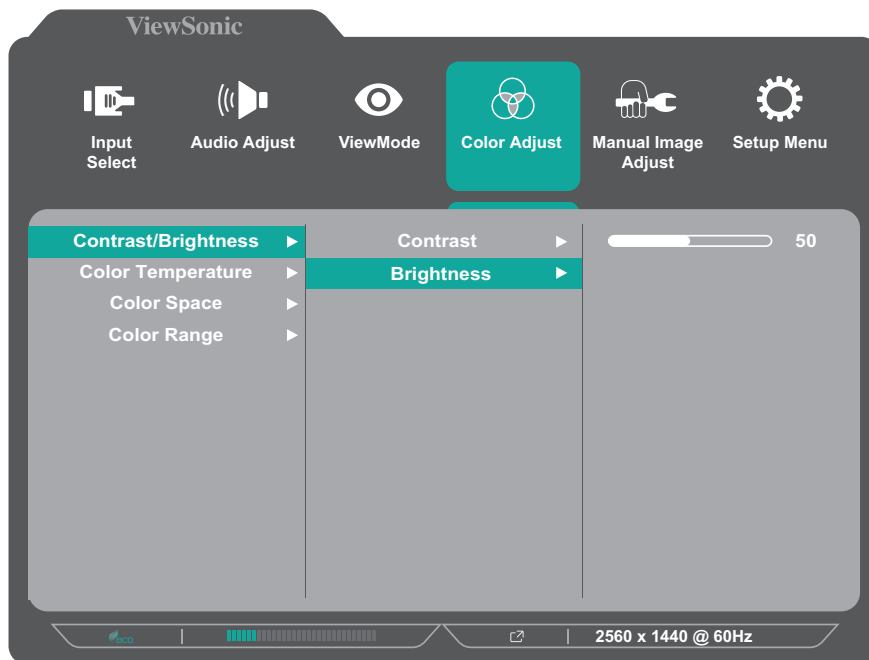 ViewSonic
Input
Select
Audio Adjust
ViewMode
Color Adjust
Manual Image
Adjust
Setup Menu
Contrast/Brightness
Color Temperature
Color Space
Color Range
Contrast
Brightness
50
eco
2560 x 1440 @ 60Hz